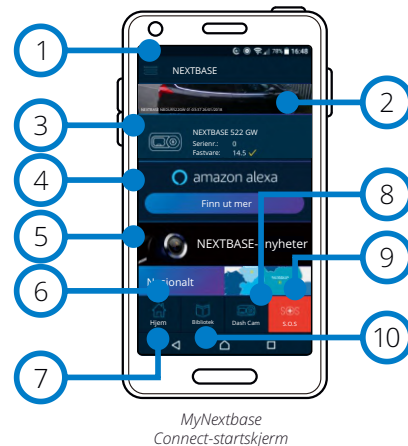 78% 16:48
NEXTBASE
NEXTBASE 522 GW
Serienr.: 0
Fastvare: 14.5
amazon alexa
Finn ut mer
NEXTBASE-nyheter
Hjem
Bibliotek
Dash Cam
SOS
S.O.S
1
2
3
4
5
6
7
8
9
10
MyNextbase
Connect-startskjerm